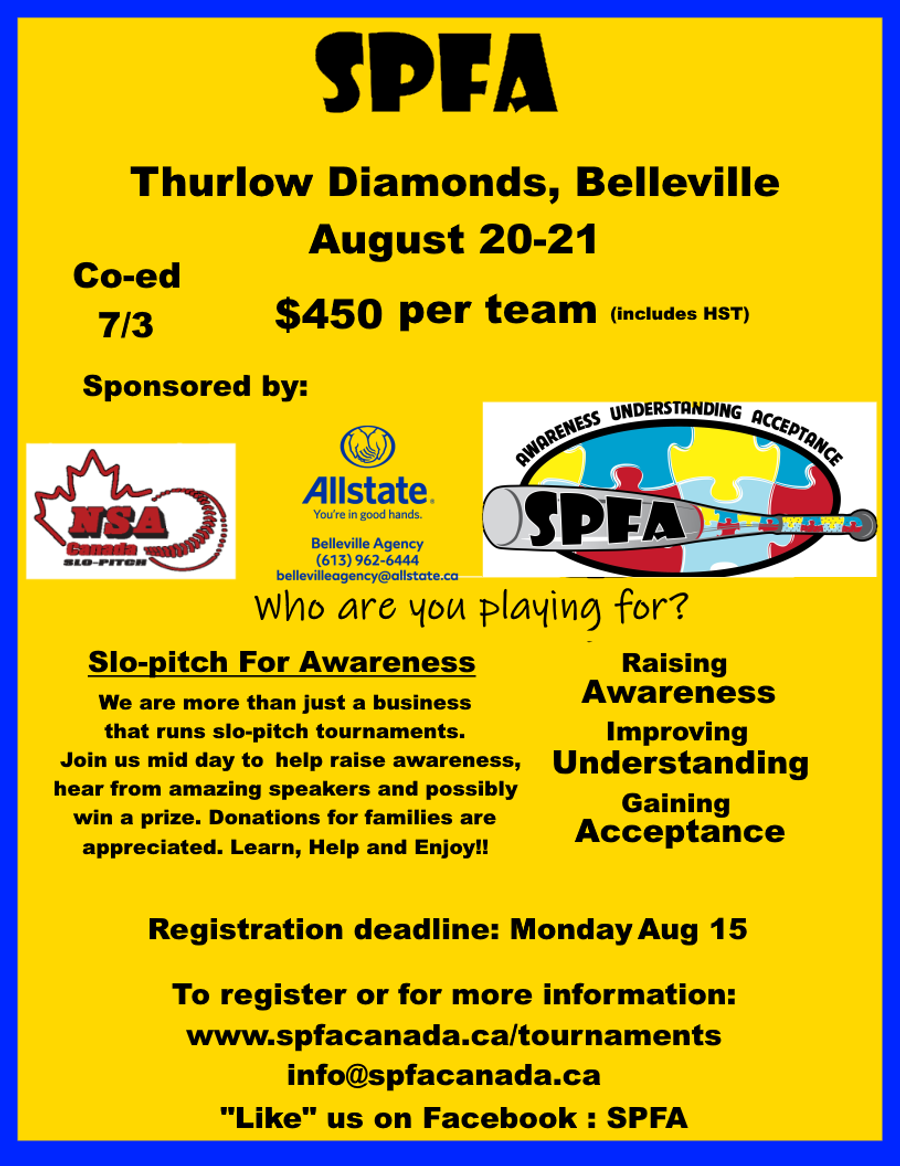 SPFA
Thurlow Diamonds, Belleville
August 20-21
Co-ed
7/3
$450 per team (includes HST)
Sponsored by:
NSA
Canada
SLO-PITCH
Allstate®
You're in good hands.
Belleville Agency
(613) 962-6444
bellevilleagency@allstate.ca
AWARENESS UNDERSTANDING ACCEPTANCE
SPFA
Who are you playing for?
Slo-pitch For Awareness
We are more than just a business
that runs slo-pitch tournaments.
Join us mid day to help raise awareness,
hear from amazing speakers and possibly
win a prize. Donations for families are
appreciated. Learn, Help and Enjoy!!
Raising
Awareness
Improving
Understanding
Gaining
Acceptance
Registration deadline: Monday Aug 15
To register or for more information:
www.spfacanada.ca/tournaments
info@spfacanada.ca
"Like" us on Facebook : SPFA